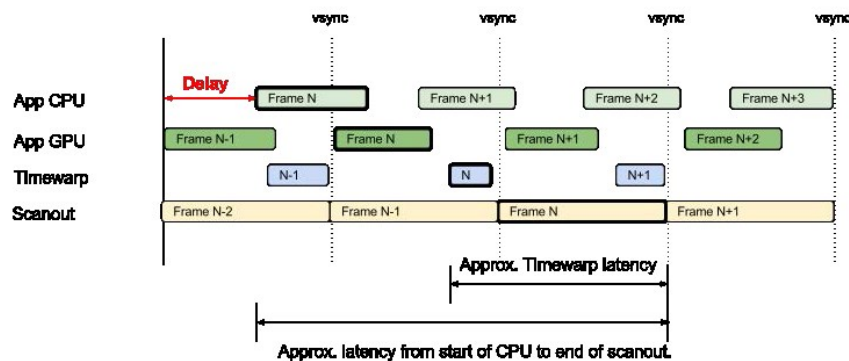 vsync vsync vsync vsync
Delay
App CPU Frame N Frame N+1 Frame N+2 Frame N+3
App GPU Frame N-1 Frame N Frame N+1 Frame N+2
Timewarp N-1 N N+1
Scanout Frame N-2 Frame N-1 Frame N Frame N+1
Approx. Timewarp latency
Approx. latency from start of CPU to end of scanout.